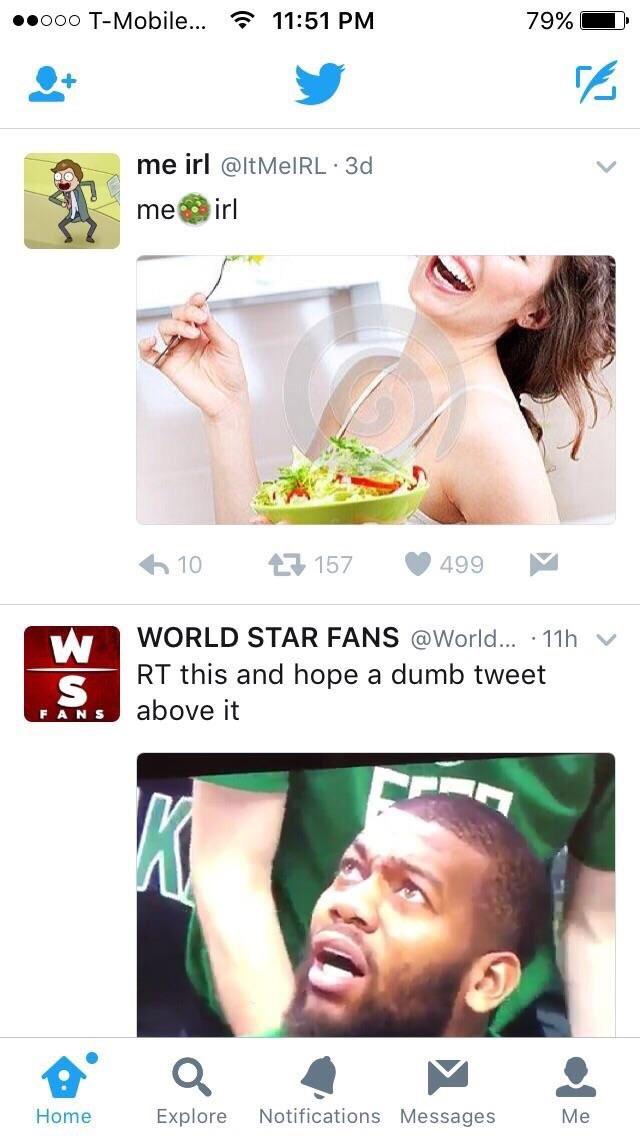 T-Mobile... 11:51 PM 79%
me irl @ItMeIRL · 3d
me🥗irl
10 157 499
WORLD STAR FANS @World... · 11h
RT this and hope a dumb tweet
above it
W
S
FANS
K
Home Explore Notifications Messages Me